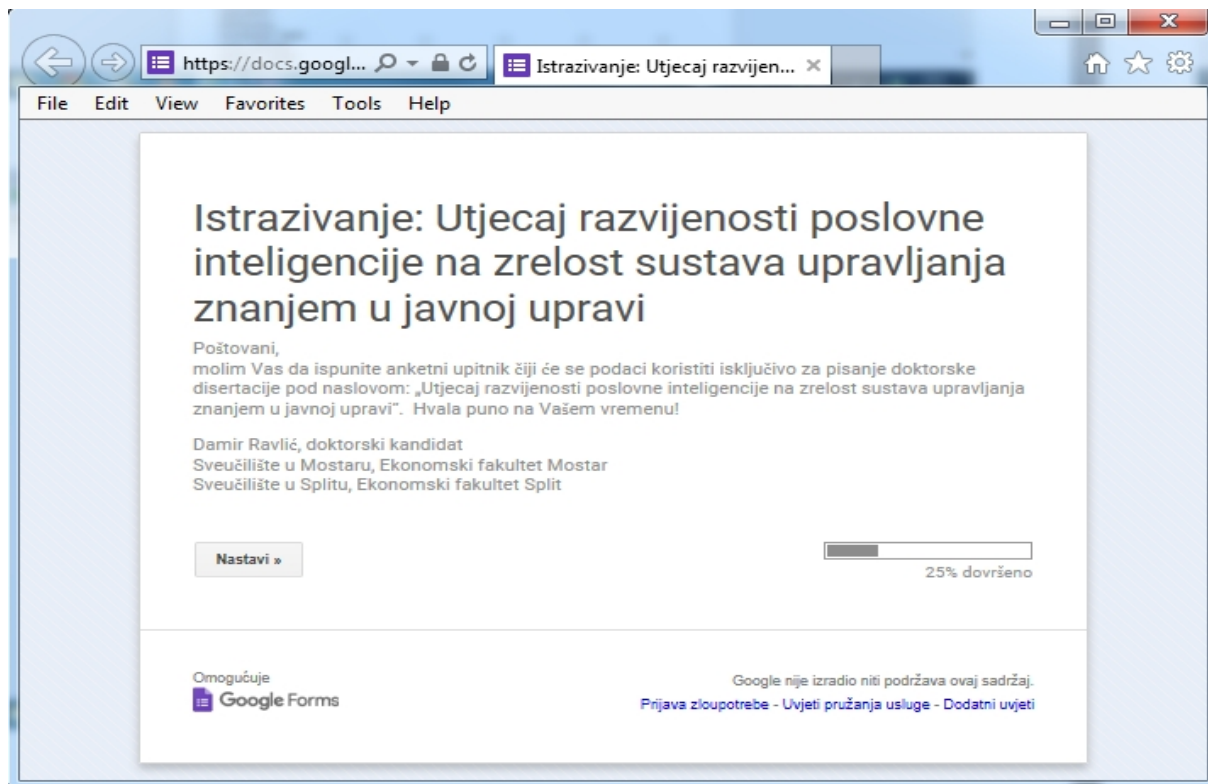 https://docs.googl...
Istrazivanje: Utjecaj razvijen...
File Edit View Favorites Tools Help
Istrazivanje: Utjecaj razvijenosti poslovne
inteligencije na zrelost sustava upravljanja
znanjem u javnoj upravi
Poštovani,
molim Vas da ispunite anketni upitnik čiji će se podaci koristiti isključivo za pisanje doktorske
disertacije pod naslovom: „Utjecaj razvijenosti poslovne inteligencije na zrelost sustava upravljanja
znanjem u javnoj upravi“. Hvala puno na Vašem vremenu!
Damir Ravlić, doktorski kandidat
Sveučilište u Mostaru, Ekonomski fakultet Mostar
Sveučilište u Splitu, Ekonomski fakultet Split
Nastavi »
25% dovršeno
Omogućuje
Google Forms
Google nije izradio niti podržava ovaj sadržaj.
Prijava zloupotrebe - Uvjeti pružanja usluge - Dodatni uvjeti